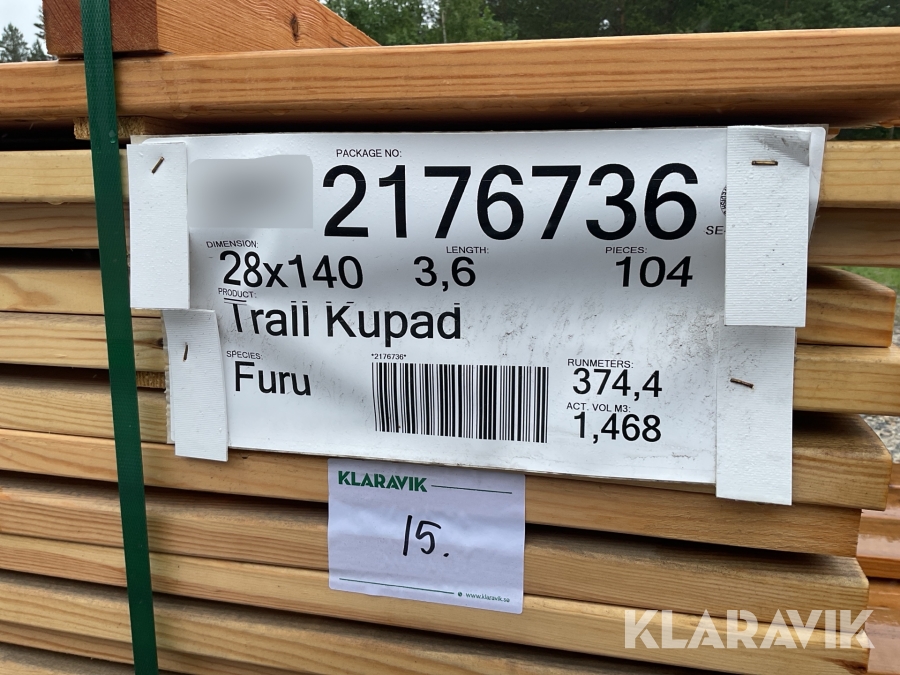 PACKAGE NO:
2176736
SE-
DIMENSION:
28x140
LENGTH:
3,6
PIECES:
104
PRODUCT:
Trall Kupad
SPECIES:
Furu
*2176736*
RUNMETERS:
374,4
ACT. VOL M3:
1,468
KLARAVIK
15.
www.klaravik.se
KLARAVIK